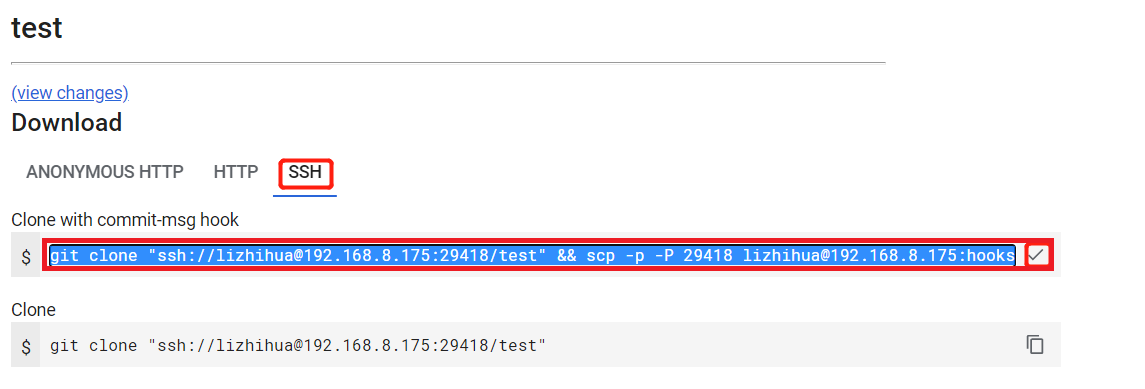 test
(view changes)
Download
ANONYMOUS HTTP HTTP SSH
Clone with commit-msg hook
$ git clone "ssh://lizhihua@192.168.8.175:29418/test" && scp -p -P 29418 lizhihua@192.168.8.175:hooks
Clone
$ git clone "ssh://lizhihua@192.168.8.175:29418/test"